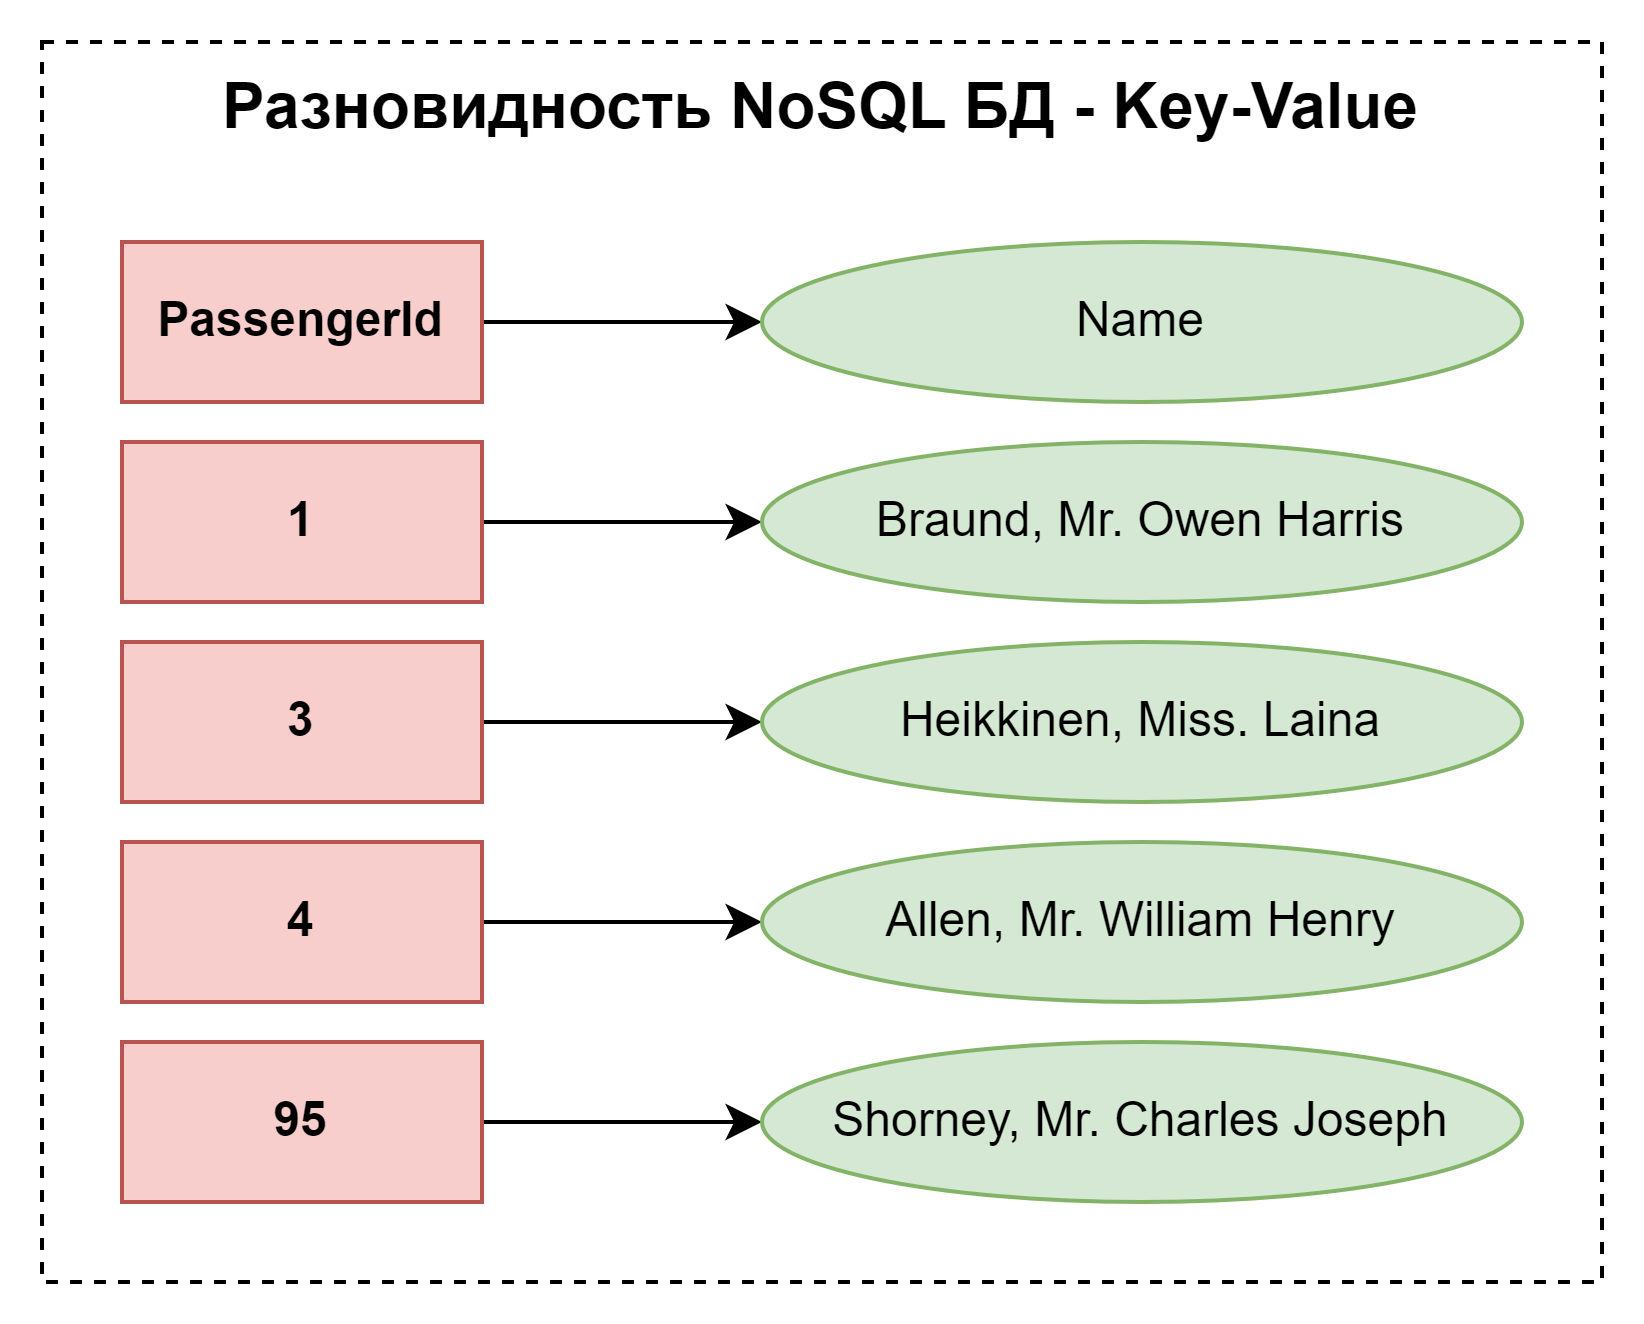 Разновидность NoSQL БД - Key-Value
PassengerId
Name
1
Braund, Mr. Owen Harris
3
Heikkinen, Miss. Laina
4
Allen, Mr. William Henry
95
Shorney, Mr. Charles Joseph